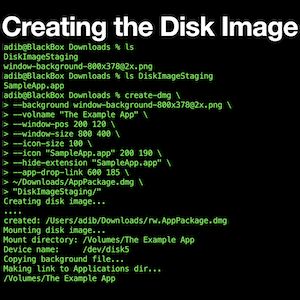 Creating the Disk Image
adib@BlackBox Downloads % ls
DiskImageStaging
window-background-800x378@2x.png
adib@BlackBox Downloads % ls DiskImageStaging
SampleApp.app
adib@BlackBox Downloads % create-dmg \
> --background window-background-800x378@2x.png \
> --volname "The Example App" \
> --window-pos 200 120 \
> --window-size 800 400 \
> --icon-size 100 \
> --icon "SampleApp.app" 200 190 \
> --hide-extension "SampleApp.app" \
> --app-drop-link 600 185 \
> ~/Downloads/AppPackage.dmg \
> "DiskImageStaging/"
Creating disk image...
....
created: /Users/adib/Downloads/rw.AppPackage.dmg
Mounting disk image...
Mount directory: /Volumes/The Example App
Device name:     /dev/disk5
Copying background file...
Making link to Applications dir...
/Volumes/The Example App